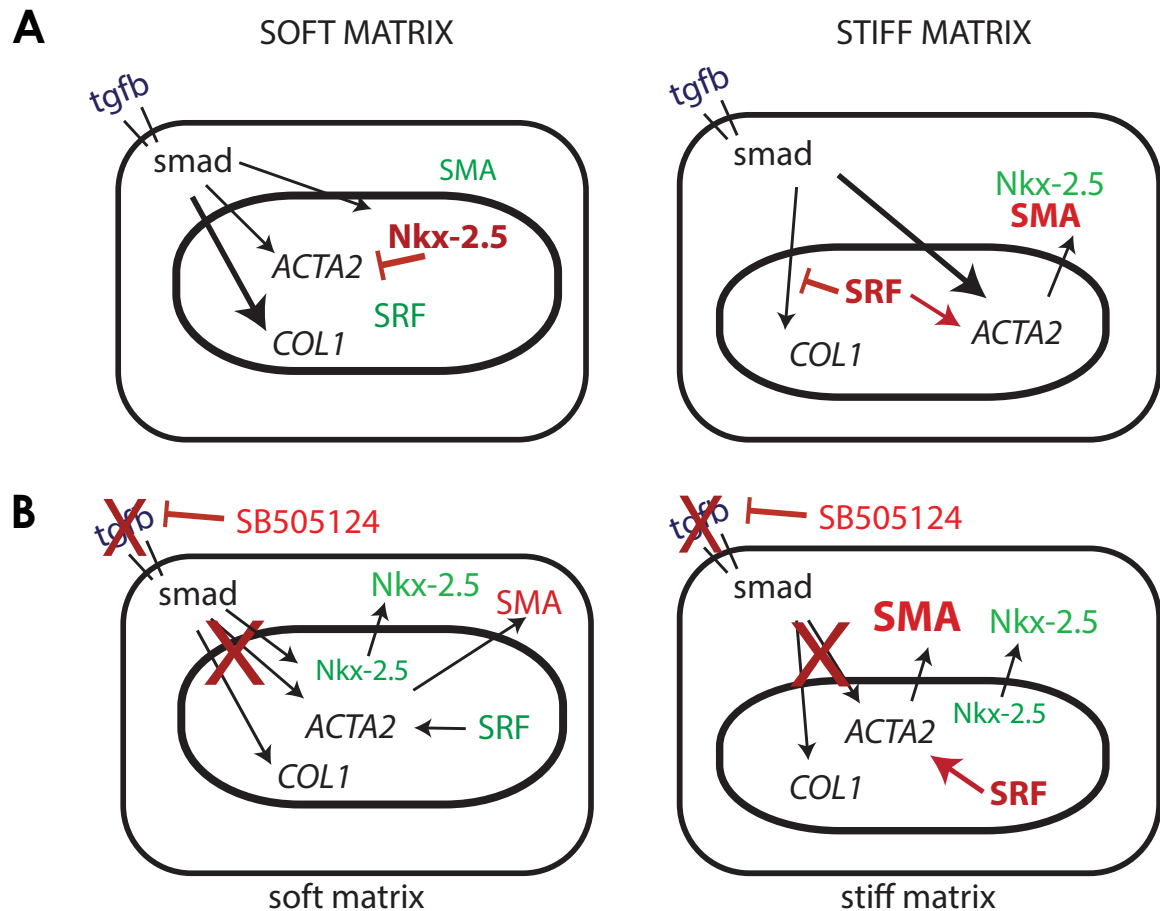 A
SOFT MATRIX
tgfb
smad
SMA
Nkx-2.5
ACTA2
SRF
COL1
STIFF MATRIX
tgfb
smad
Nkx-2.5
SMA
SRF
ACTA2
COL1
B
tgfb
SB505124
smad
Nkx-2.5
SMA
Nkx-2.5
ACTA2
SRF
COL1
soft matrix
tgfb
SB505124
smad
SMA
Nkx-2.5
Nkx-2.5
ACTA2
COL1
SRF
stiff matrix